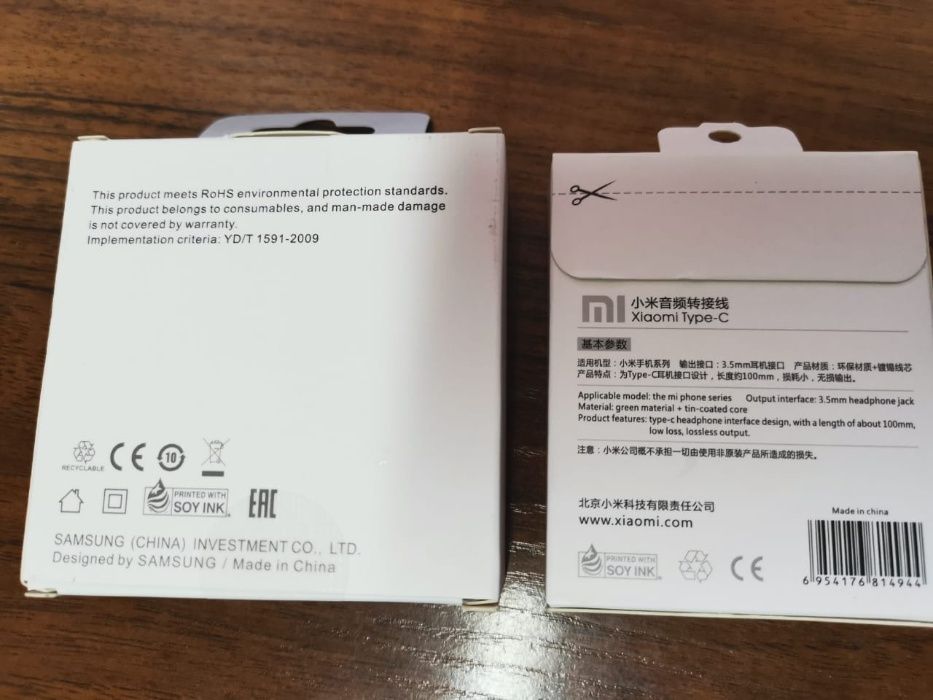 This product meets RoHS environmental protection standards.
This product belongs to consumables, and man-made damage
is not covered by warranty.
Implementation criteria: YD/T 1591-2009
RECYCLABLE
CE
10
PRINTED WITH
SOY INK
EAC
SAMSUNG (CHINA) INVESTMENT CO., LTD.
Designed by SAMSUNG / Made in China
mi
小米音频转接线
Xiaomi Type-C
基本参数
适用机型：小米手机系列 输出接口：3.5mm耳机接口 产品材质：环保材质+镀锡线芯
产品特点：为Type-C耳机接口设计，长度约100mm，损耗小，无损输出。
Applicable model: the mi phone series Output interface: 3.5mm headphone jack
Material: green material + tin-coated core
Product features: type-c headphone interface design, with a length of about 100mm,
low loss, lossless output.
注意：小米公司概不承担一切由使用非原装产品所造成的损失。
北京小米科技有限责任公司
www.xiaomi.com
Made in china
PRINTED WITH
SOY INK
CE
6 954176 814944